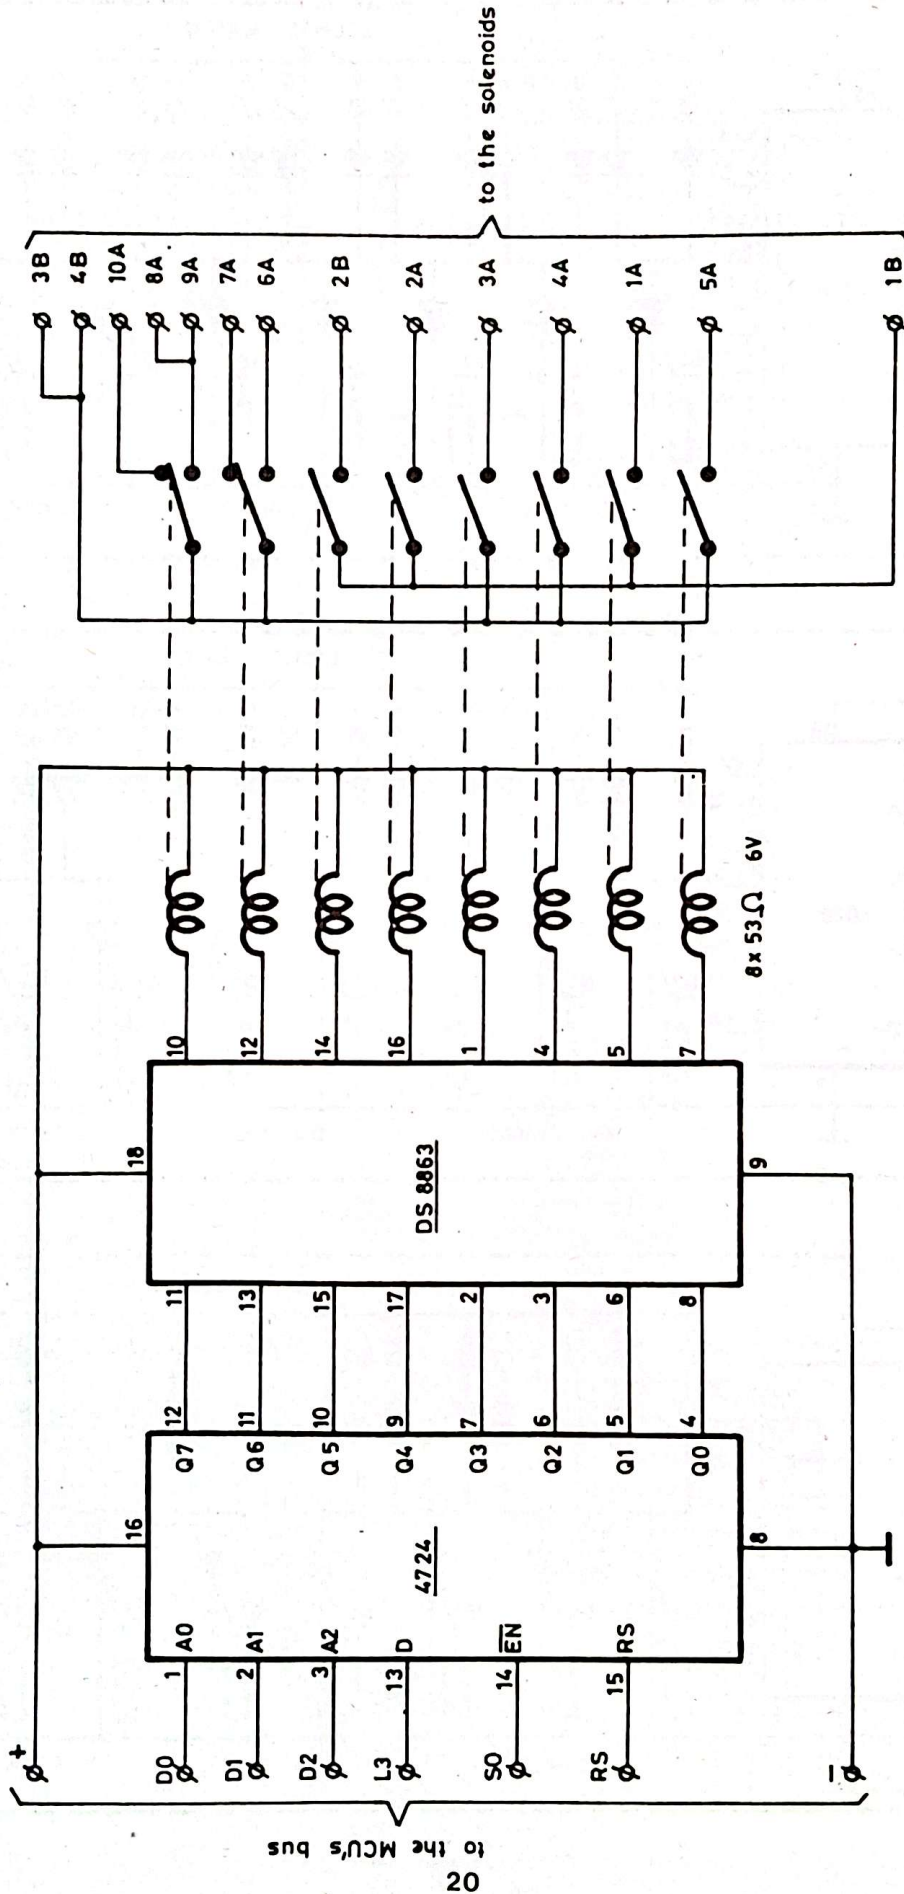 to the MCU's bus
+
D0
D1
D2
L3
S0
RS
–
1 A0
2 A1
3 A2
13 D
14 EN
15 RS
16
4724
8
Q7 12
Q6 11
Q5 10
Q4 9
Q3 7
Q2 6
Q1 5
Q0 4
11
13
15
17
2
3
6
8
18
DS 8863
9
10
12
14
16
1
4
5
7
8x 53Ω 6V
3B
4B
10A
8A
9A
7A
6A
2B
2A
3A
4A
1A
5A
1B
to the solenoids
20